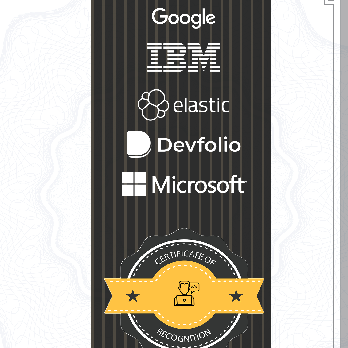 Google
IBM
elastic
Devfolio
Microsoft
CERTIFICATE OF
RECOGNITION